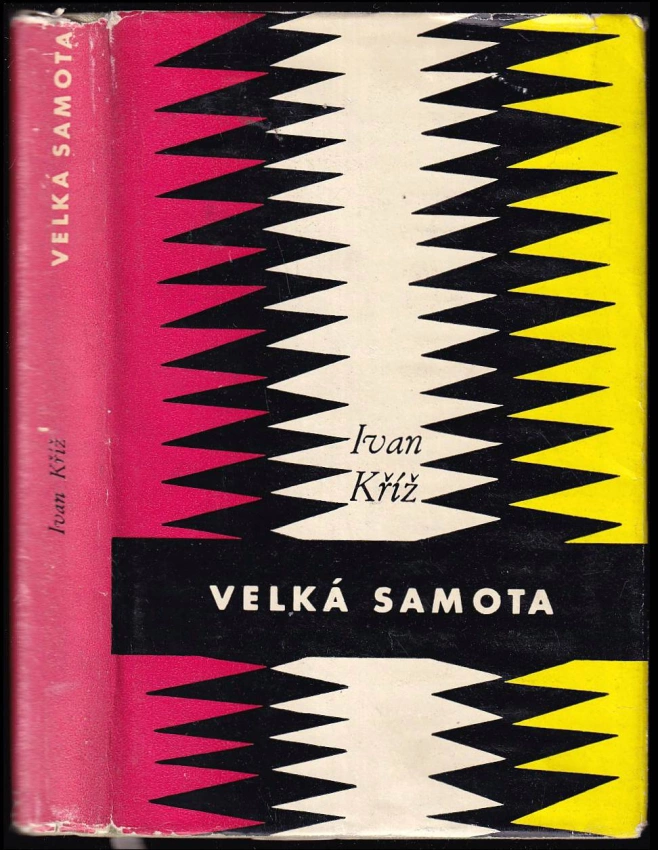 VELKÁ SAMOTA
Ivan Kříž
Ivan
Kříž
VELKÁ SAMOTA